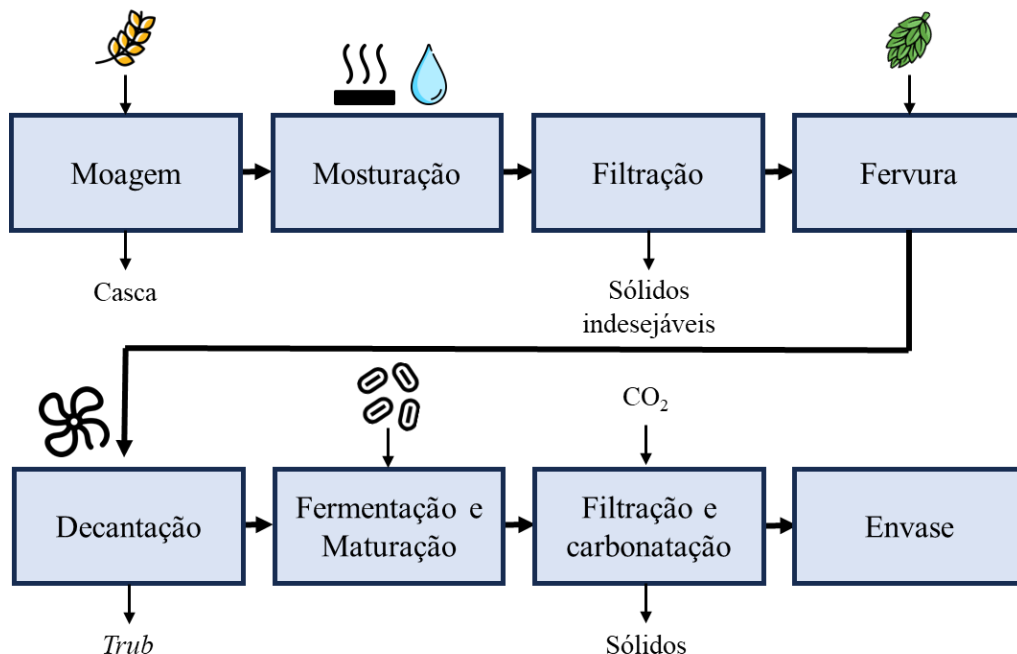 Moagem
Mosturação
Filtração
Fervura
Casca
Sólidos
indesejáveis
CO₂
Decantação
Fermentação e
Maturação
Filtração e
carbonatação
Envase
Trub
Sólidos